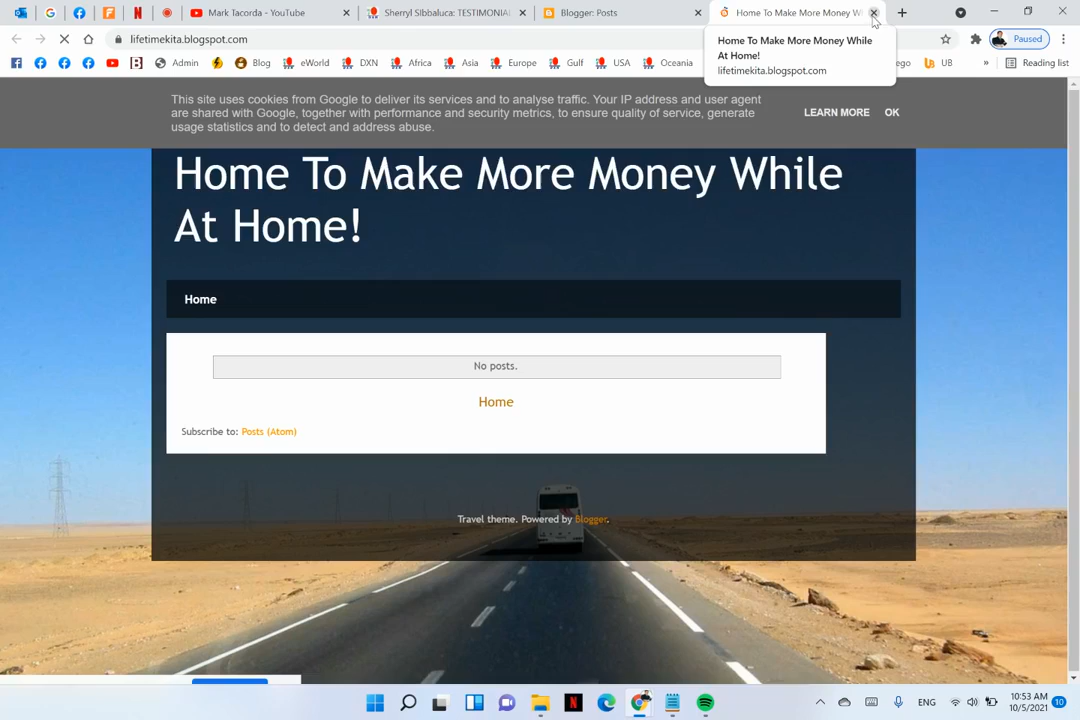 Mark Tacorda - YouTube
Sherryl SIbbaluca: TESTIMONIAL
Blogger: Posts
Home To Make More Money W
lifetimekita.blogspot.com
Paused
Home To Make More Money While
At Home!
lifetimekita.blogspot.com
Admin
Blog
eWorld
DXN
Africa
Asia
Europe
Gulf
USA
Oceania
ego
UB
»
Reading list
This site uses cookies from Google to deliver its services and to analyse traffic. Your IP address and user agent
are shared with Google, together with performance and security metrics, to ensure quality of service, generate
usage statistics and to detect and address abuse.
LEARN MORE OK
Home To Make More Money While
At Home!
Home
No posts.
Home
Subscribe to: Posts (Atom)
Travel theme. Powered by Blogger.
ENG
10:53 AM
10/5/2021
10